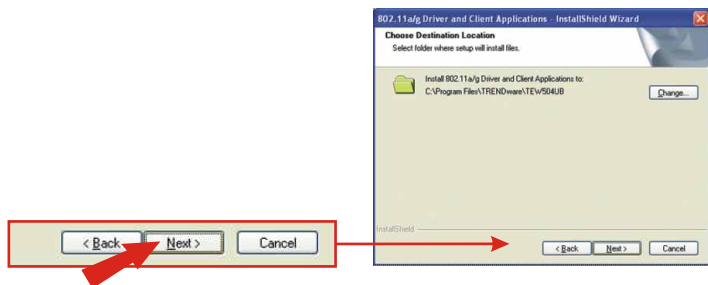 802.11a/g Driver and Client Applications - InstallShield Wizard
Choose Destination Location
Select folder where setup will install files.
Install 802.11a/g Driver and Client Applications to:
C:\Program Files\TRENDware\TEW504UB
Change...
InstallShield
< Back Next > Cancel
< Back Next > Cancel